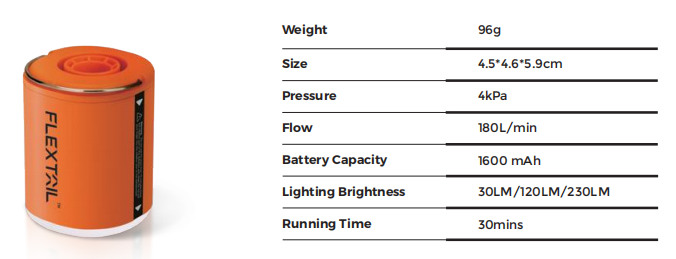 FLEXTAIL
™
Weight 96g
Size 4.5*4.6*5.9cm
Pressure 4kPa
Flow 180L/min
Battery Capacity 1600 mAh
Lighting Brightness 30LM/120LM/230LM
Running Time 30mins